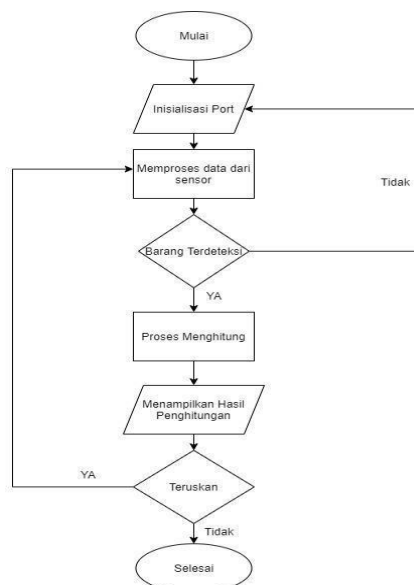 Mulai
Inisialisasi Port
Memproses data dari
sensor
Tidak
Barang Terdeteksi
YA
Proses Menghitung
Menampilkan Hasil
Penghitungan
YA
Teruskan
Tidak
Selesai